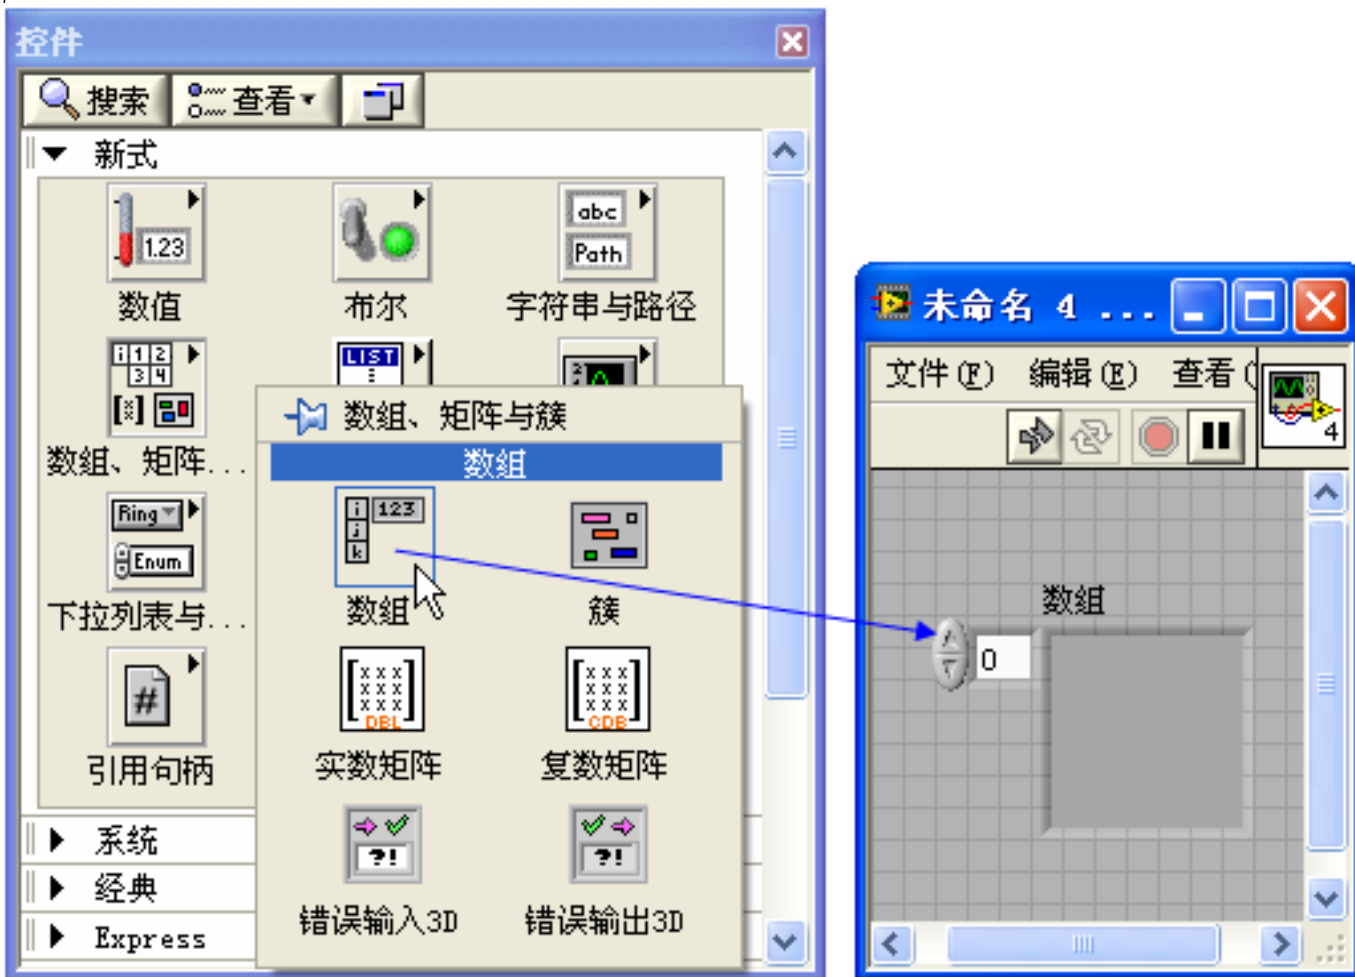 控件
搜索 查看
新式
1.23
abc
Path
数值 布尔 字符串与路径
i 1 2
3 4
LIST
数组、矩阵...
Ring
Enum
下拉列表与...
#
引用句柄
系统
经典
Express
数组、矩阵与簇
数组
i 123
j
k
数组 簇
x x x
x x x
x x x
DBL
x x x
x x x
x x x
CDB
实数矩阵 复数矩阵
?!
?!
错误输入3D 错误输出3D
未命名 4 ...
文件(F) 编辑(E) 查看(
4
数组
0